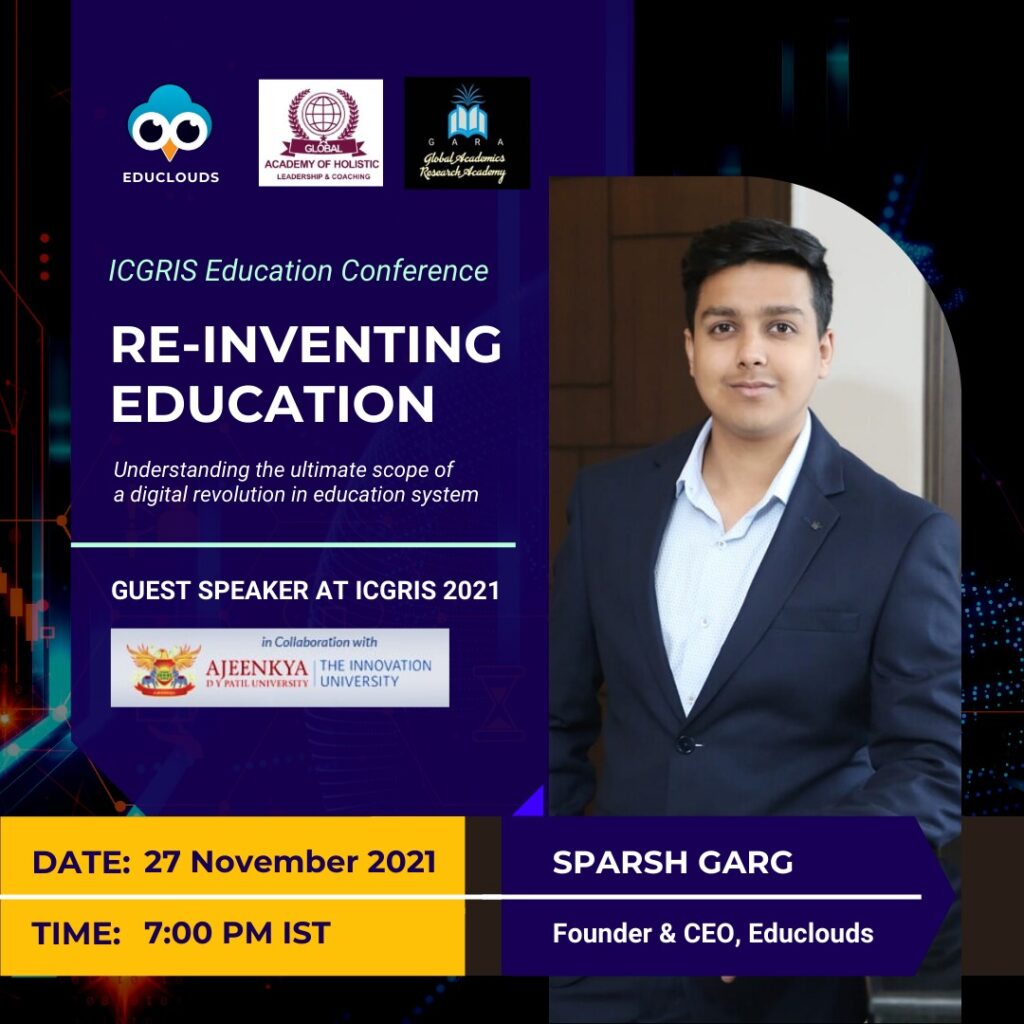 EDUCLOUDS
GLOBAL
ACADEMY OF HOLISTIC
LEADERSHIP & COACHING
GARA
Global Academics
Research Academy
ICGRIS Education Conference
RE-INVENTING
EDUCATION
Understanding the ultimate scope of
a digital revolution in education system
GUEST SPEAKER AT ICGRIS 2021
in Collaboration with
AJEENKYA
D Y PATIL UNIVERSITY
THE INNOVATION
UNIVERSITY
DATE: 27 November 2021
TIME: 7:00 PM IST
SPARSH GARG
Founder & CEO, Educlouds